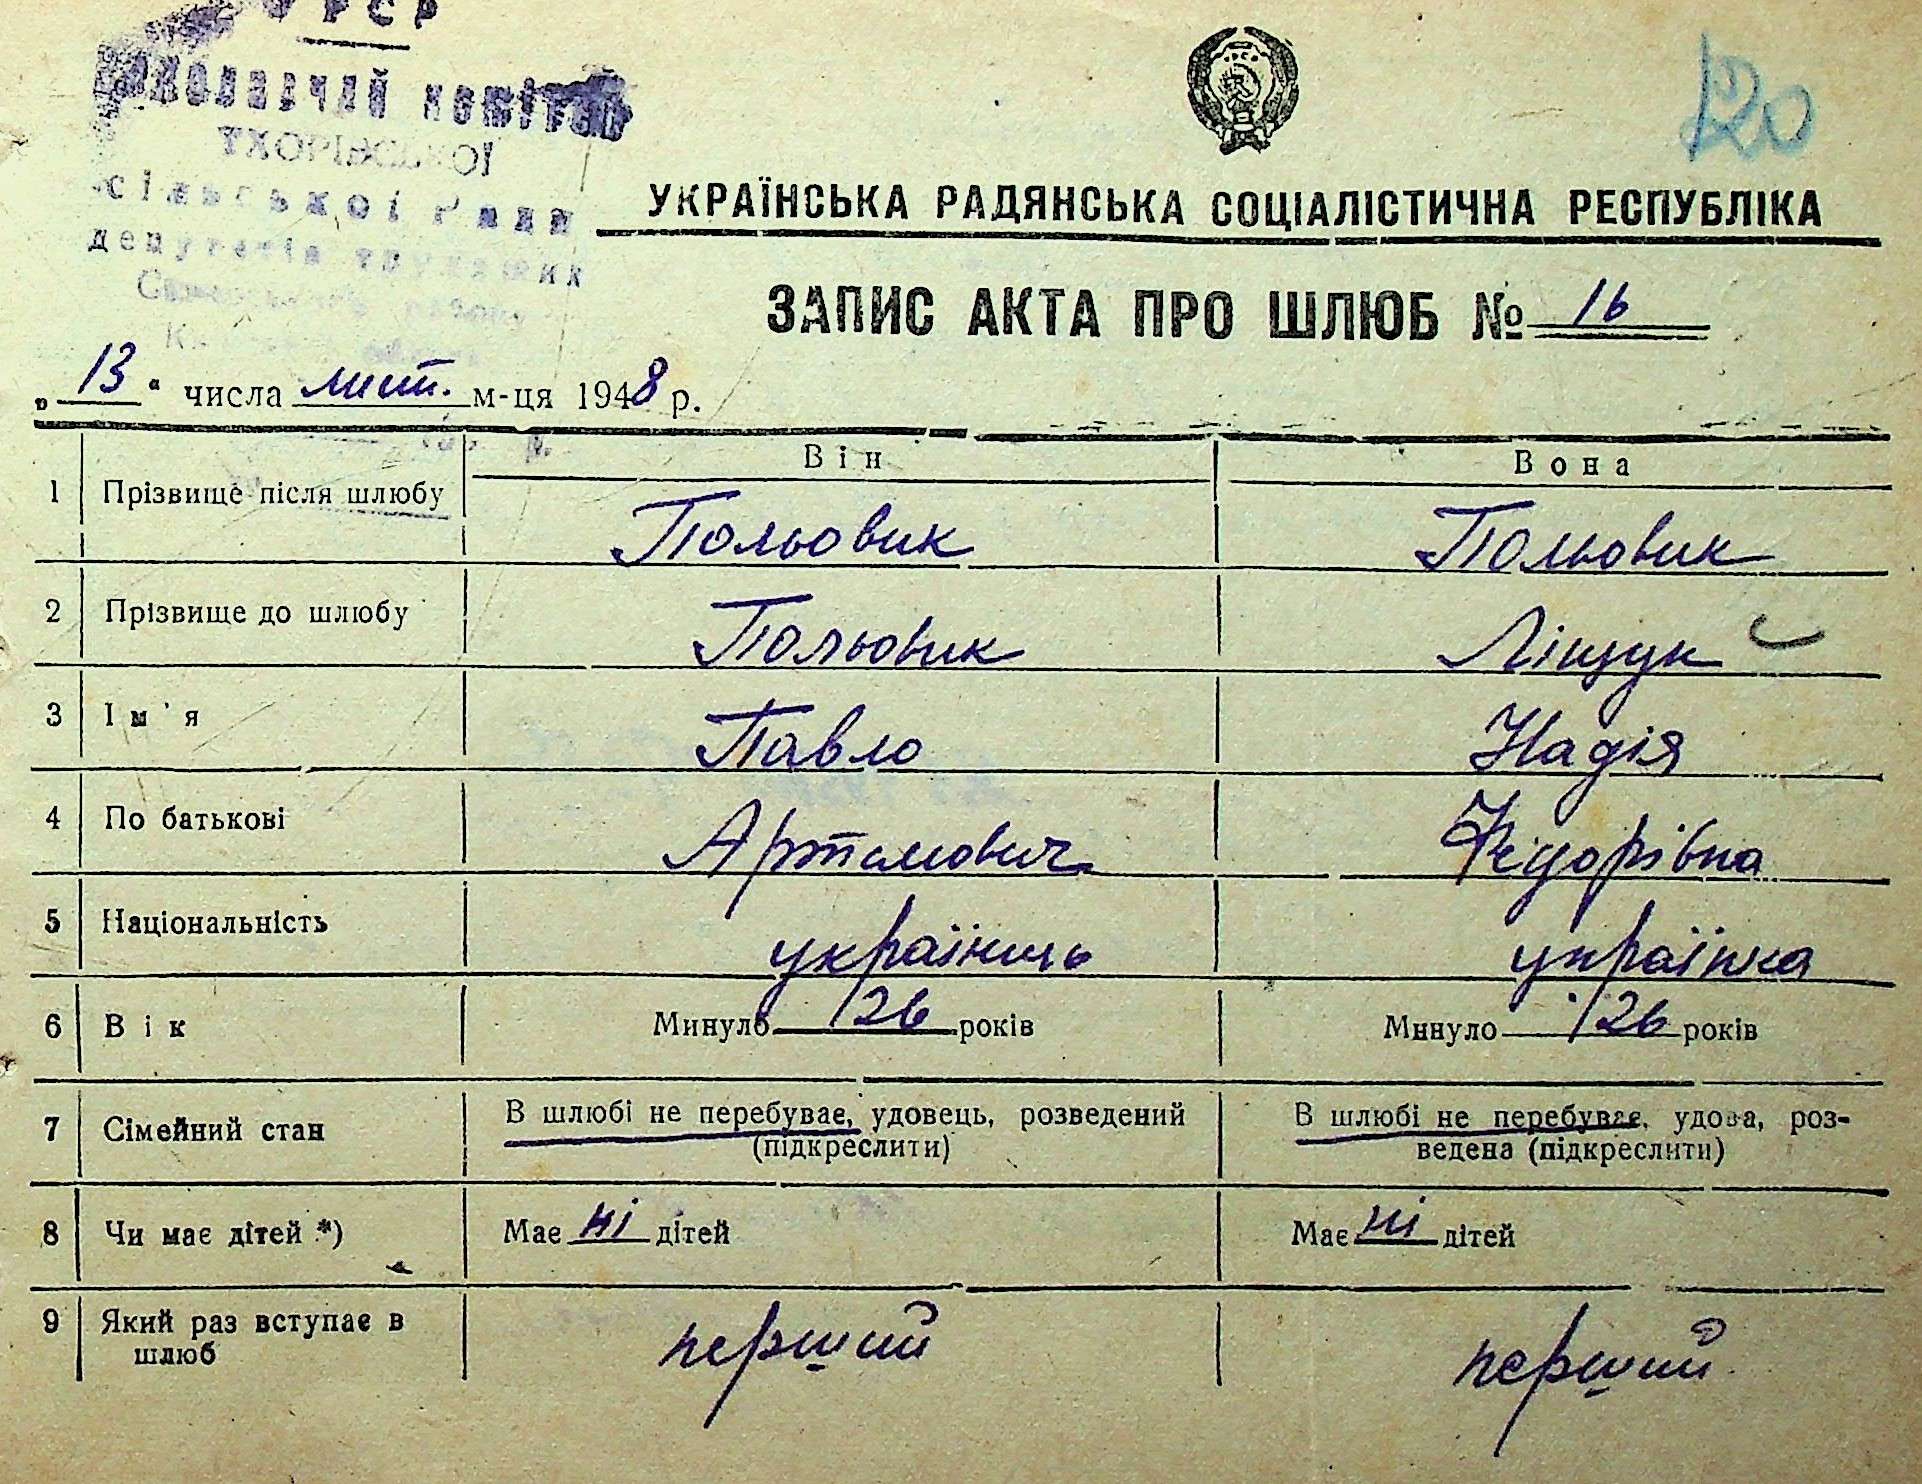 УРСР
Виконавчий комітет
ТХОРІВСЬКОЇ
сільської Ради
депутатів трудящих
120
УКРАЇНСЬКА РАДЯНСЬКА СОЦІАЛІСТИЧНА РЕСПУБЛІКА
ЗАПИС АКТА ПРО ШЛЮБ № 16
„13“ числа лист. м-ця 1948 р.
Він Вона
1 Прізвище після шлюбу Польовик Польовик
2 Прізвище до шлюбу Польовик Ліщук
3 Ім'я Павло Надія
4 По батькові Артемович Федорівна
5 Національність українець українка
6 Вік Минуло 26 років Минуло 26 років
7 Сімейний стан В шлюбі не перебуває, удовець, розведений В шлюбі не перебуває, удова, роз-
(підкреслити) ведена (підкреслити)
8 Чи має дітей *) Має ні дітей Має ні дітей
9 Який раз вступає в перший перший
шлюб